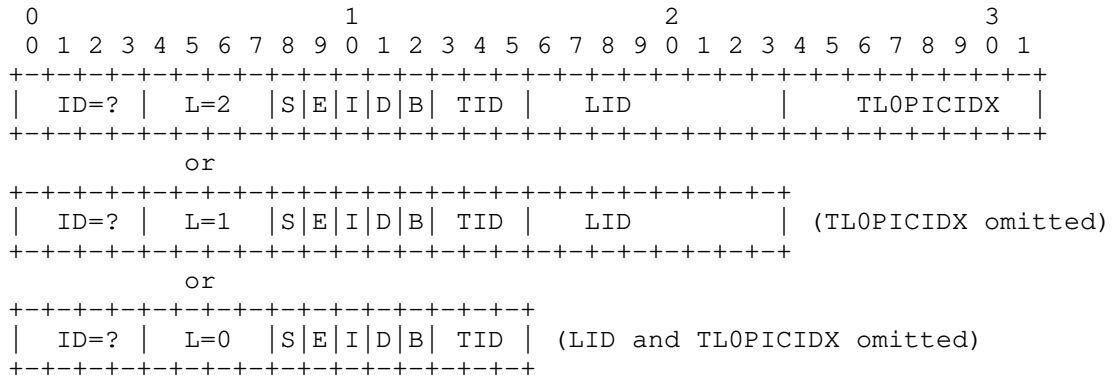 0                   1                   2                   3
 0 1 2 3 4 5 6 7 8 9 0 1 2 3 4 5 6 7 8 9 0 1 2 3 4 5 6 7 8 9 0 1
+-+-+-+-+-+-+-+-+-+-+-+-+-+-+-+-+-+-+-+-+-+-+-+-+-+-+-+-+-+-+-+-+
|  ID=? |  L=2  |S|E|I|D|B| TID |   LID         |    TL0PICIDX  |
+-+-+-+-+-+-+-+-+-+-+-+-+-+-+-+-+-+-+-+-+-+-+-+-+-+-+-+-+-+-+-+-+
           or
+-+-+-+-+-+-+-+-+-+-+-+-+-+-+-+-+-+-+-+-+-+-+-+-+
|  ID=? |  L=1  |S|E|I|D|B| TID |   LID         | (TL0PICIDX omitted)
+-+-+-+-+-+-+-+-+-+-+-+-+-+-+-+-+-+-+-+-+-+-+-+-+
           or
+-+-+-+-+-+-+-+-+-+-+-+-+-+-+-+-+
|  ID=? |  L=0  |S|E|I|D|B| TID | (LID and TL0PICIDX omitted)
+-+-+-+-+-+-+-+-+-+-+-+-+-+-+-+-+